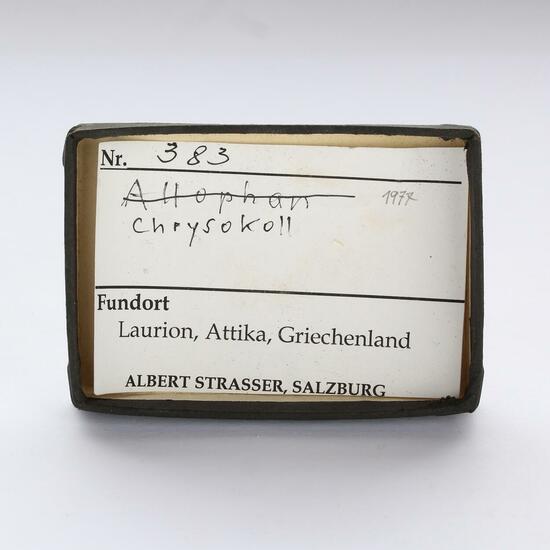 Nr. 383
Allophan 1977
Chrysokoll
Fundort
Laurion, Attika, Griechenland
ALBERT STRASSER, SALZBURG